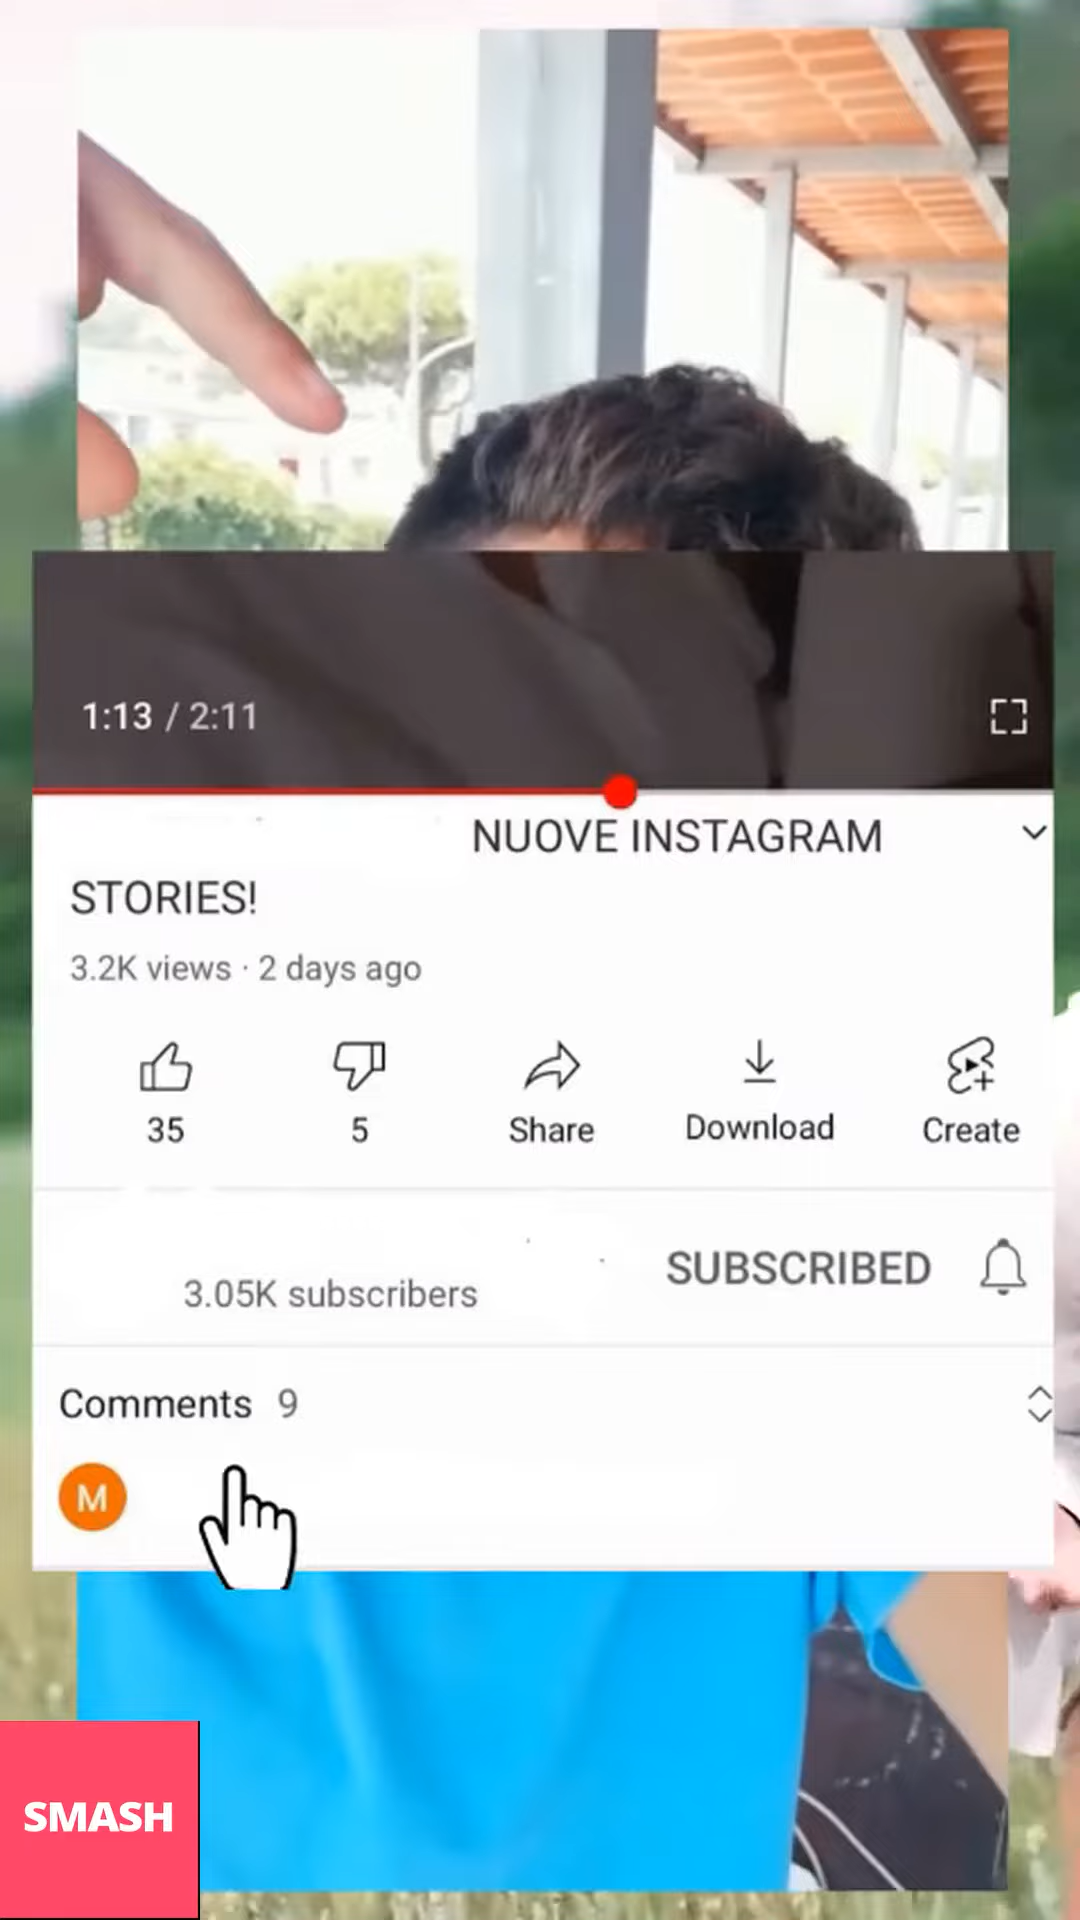 1:13 / 2:11
NUOVE INSTAGRAM
STORIES!
3.2K views · 2 days ago
35
5
Share
Download
Create
3.05K subscribers
SUBSCRIBED
Comments 9
M
SMASH